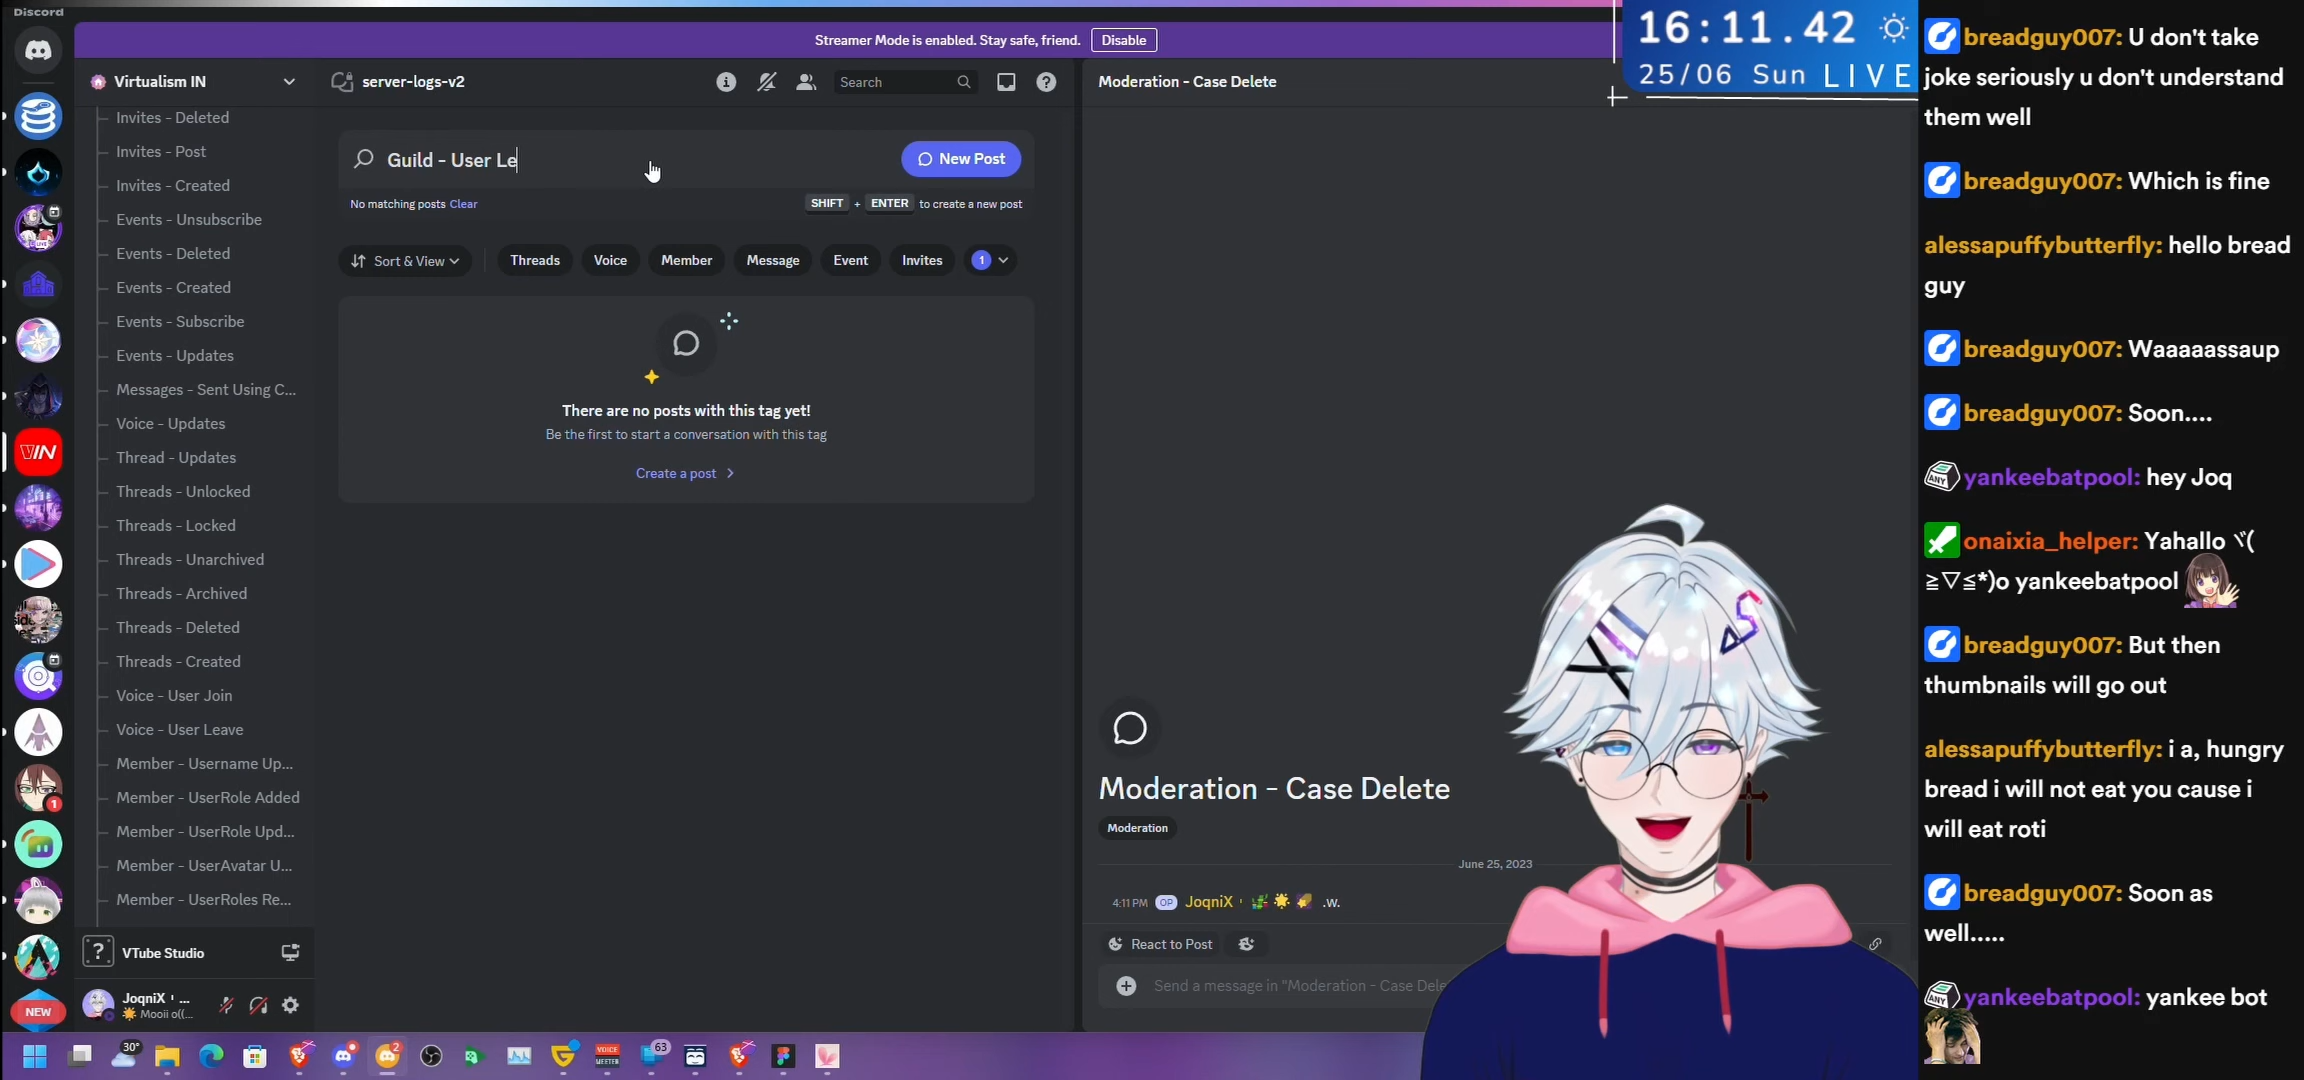 Discord
Streamer Mode is enabled. Stay safe, friend.
Disable
Virtualism IN
Invites - Deleted
Invites - Post
Invites - Created
Events - Unsubscribe
Events - Deleted
Events - Created
Events - Subscribe
Events - Updates
Messages - Sent Using C...
Voice - Updates
Thread - Updates
Threads - Unlocked
Threads - Locked
Threads - Unarchived
Threads - Archived
Threads - Deleted
Threads - Created
Voice - User Join
Voice - User Leave
Member - Username Up...
Member - UserRole Added
Member - UserRole Upd...
Member - UserAvatar U...
Member - UserRoles Re...
VTube Studio
JoqniX ...
Mooii o((...
NEW
server-logs-v2
Search
Guild - User Le
New Post
No matching posts Clear
SHIFT + ENTER to create a new post
Sort & View
Threads
Voice
Member
Message
Event
Invites
1
There are no posts with this tag yet!
Be the first to start a conversation with this tag
Create a post
Moderation - Case Delete
Moderation - Case Delete
Moderation
June 25, 2023
4:11 PM OP JoqniX .w.
React to Post
Send a message in "Moderation - Case Dele
16:11.42
25/06 Sun LIVE
breadguy007: U don't take
joke seriously u don't understand
them well
breadguy007: Which is fine
alessapuffybutterfly: hello bread
guy
breadguy007: Waaaaassaup
breadguy007: Soon....
yankeebatpool: hey Joq
onaixia_helper: Yahallo ヾ(
≧▽≦*)o yankeebatpool
breadguy007: But then
thumbnails will go out
alessapuffybutterfly: i a, hungry
bread i will not eat you cause i
will eat roti
breadguy007: Soon as
well.....
yankeebatpool: yankee bot
30°
VOICE
MEETER
63
2